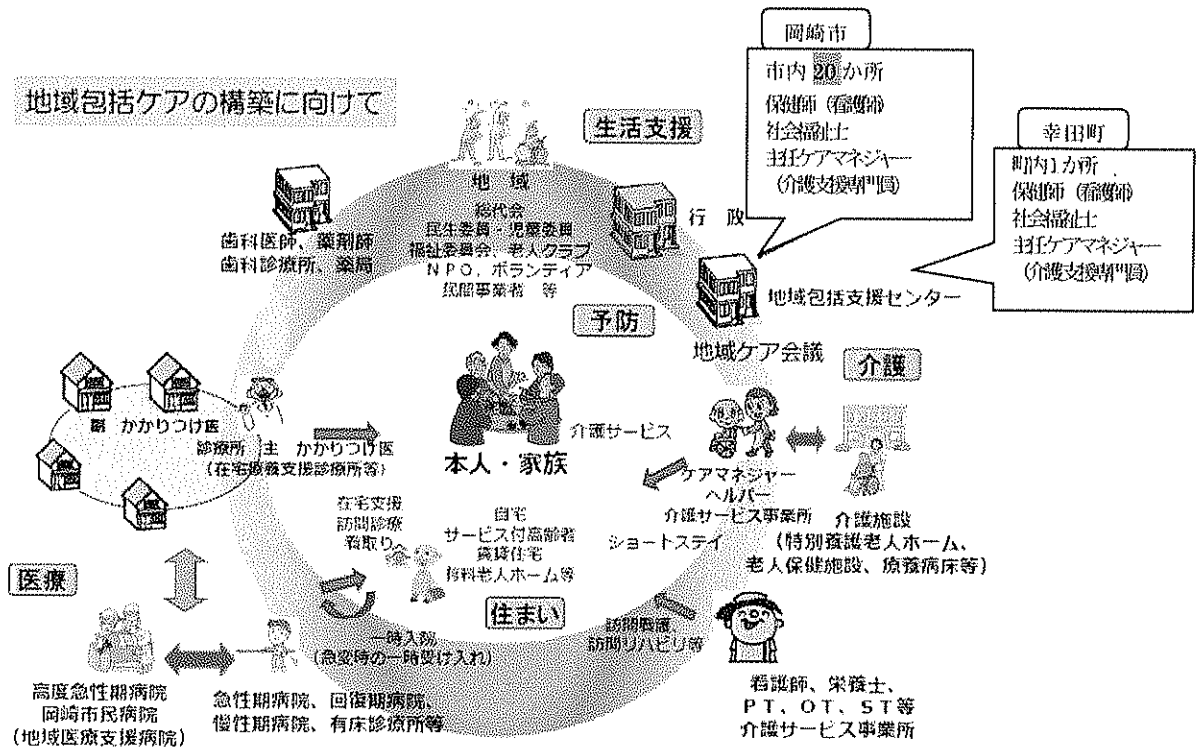 地域包括ケアの構築に向けて
岡崎市
市内20か所
保健師（看護師）
社会福祉士
主任ケアマネジャー
（介護支援専門員）
幸田町
町内1か所
保健師（看護師）
社会福祉士
主任ケアマネジャー
（介護支援専門員）
生活支援
地域
総代会
民生委員・児童委員
福祉委員会、老人クラブ
NPO、ボランティア
民間事業者 等
行政
歯科医師、薬剤師
歯科診療所、薬局
地域包括支援センター
地域ケア会議
予防
介護
副 かかりつけ医
診療所 主 かかりつけ医
（在宅療養支援診療所等）
本人・家族
介護サービス
ケアマネジャー
ヘルパー
介護サービス事業所
介護施設
（特別養護老人ホーム、
老人保健施設、療養病床等）
在宅支援
訪問診療
看取り
自宅
サービス付高齢者
賃貸住宅
有料老人ホーム等
ショートステイ
医療
住まい
一時入院
（急変時の一時受け入れ）
訪問看護
訪問リハビリ等
高度急性期病院
岡崎市民病院
（地域医療支援病院）
急性期病院、回復期病院、
慢性期病院、有床診療所等
看護師、栄養士、
PT、OT、ST等
介護サービス事業所